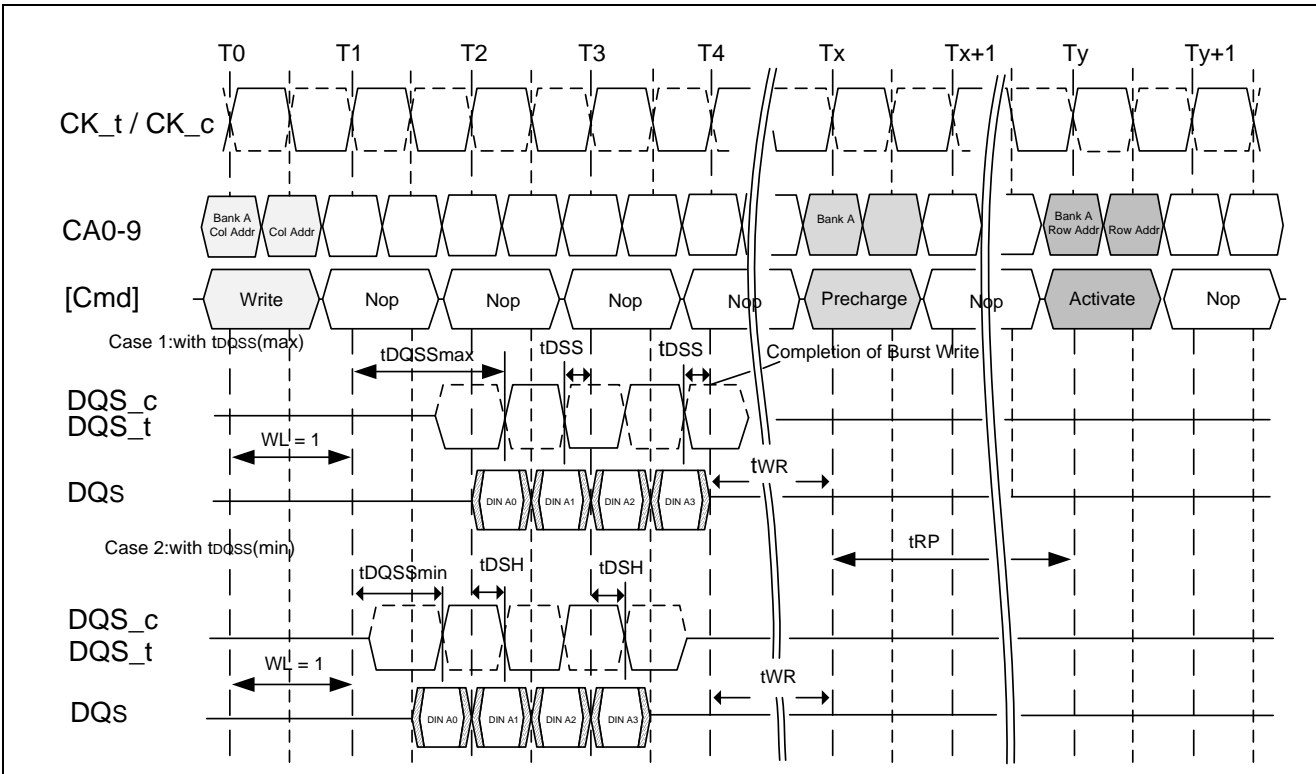 T0 T1 T2 T3 T4 Tx Tx+1 Ty Ty+1
CK_t / CK_c
CA0-9
Bank A
Col Addr
Col Addr
Bank A
Bank A
Row Addr
Row Addr
[Cmd]
Write
Nop
Nop
Nop
Nop
Precharge
Nop
Activate
Nop
Case 1:with tDQSS(max)
tDQSSmax
tDSS
tDSS
Completion of Burst Write
DQS_c
DQS_t
WL = 1
tWR
DQs
DIN A0
DIN A1
DIN A2
DIN A3
Case 2:with tDQSS(min)
tRP
tDQSSmin
tDSH
tDSH
DQS_c
DQS_t
WL = 1
tWR
DQs
DIN A0
DIN A1
DIN A2
DIN A3